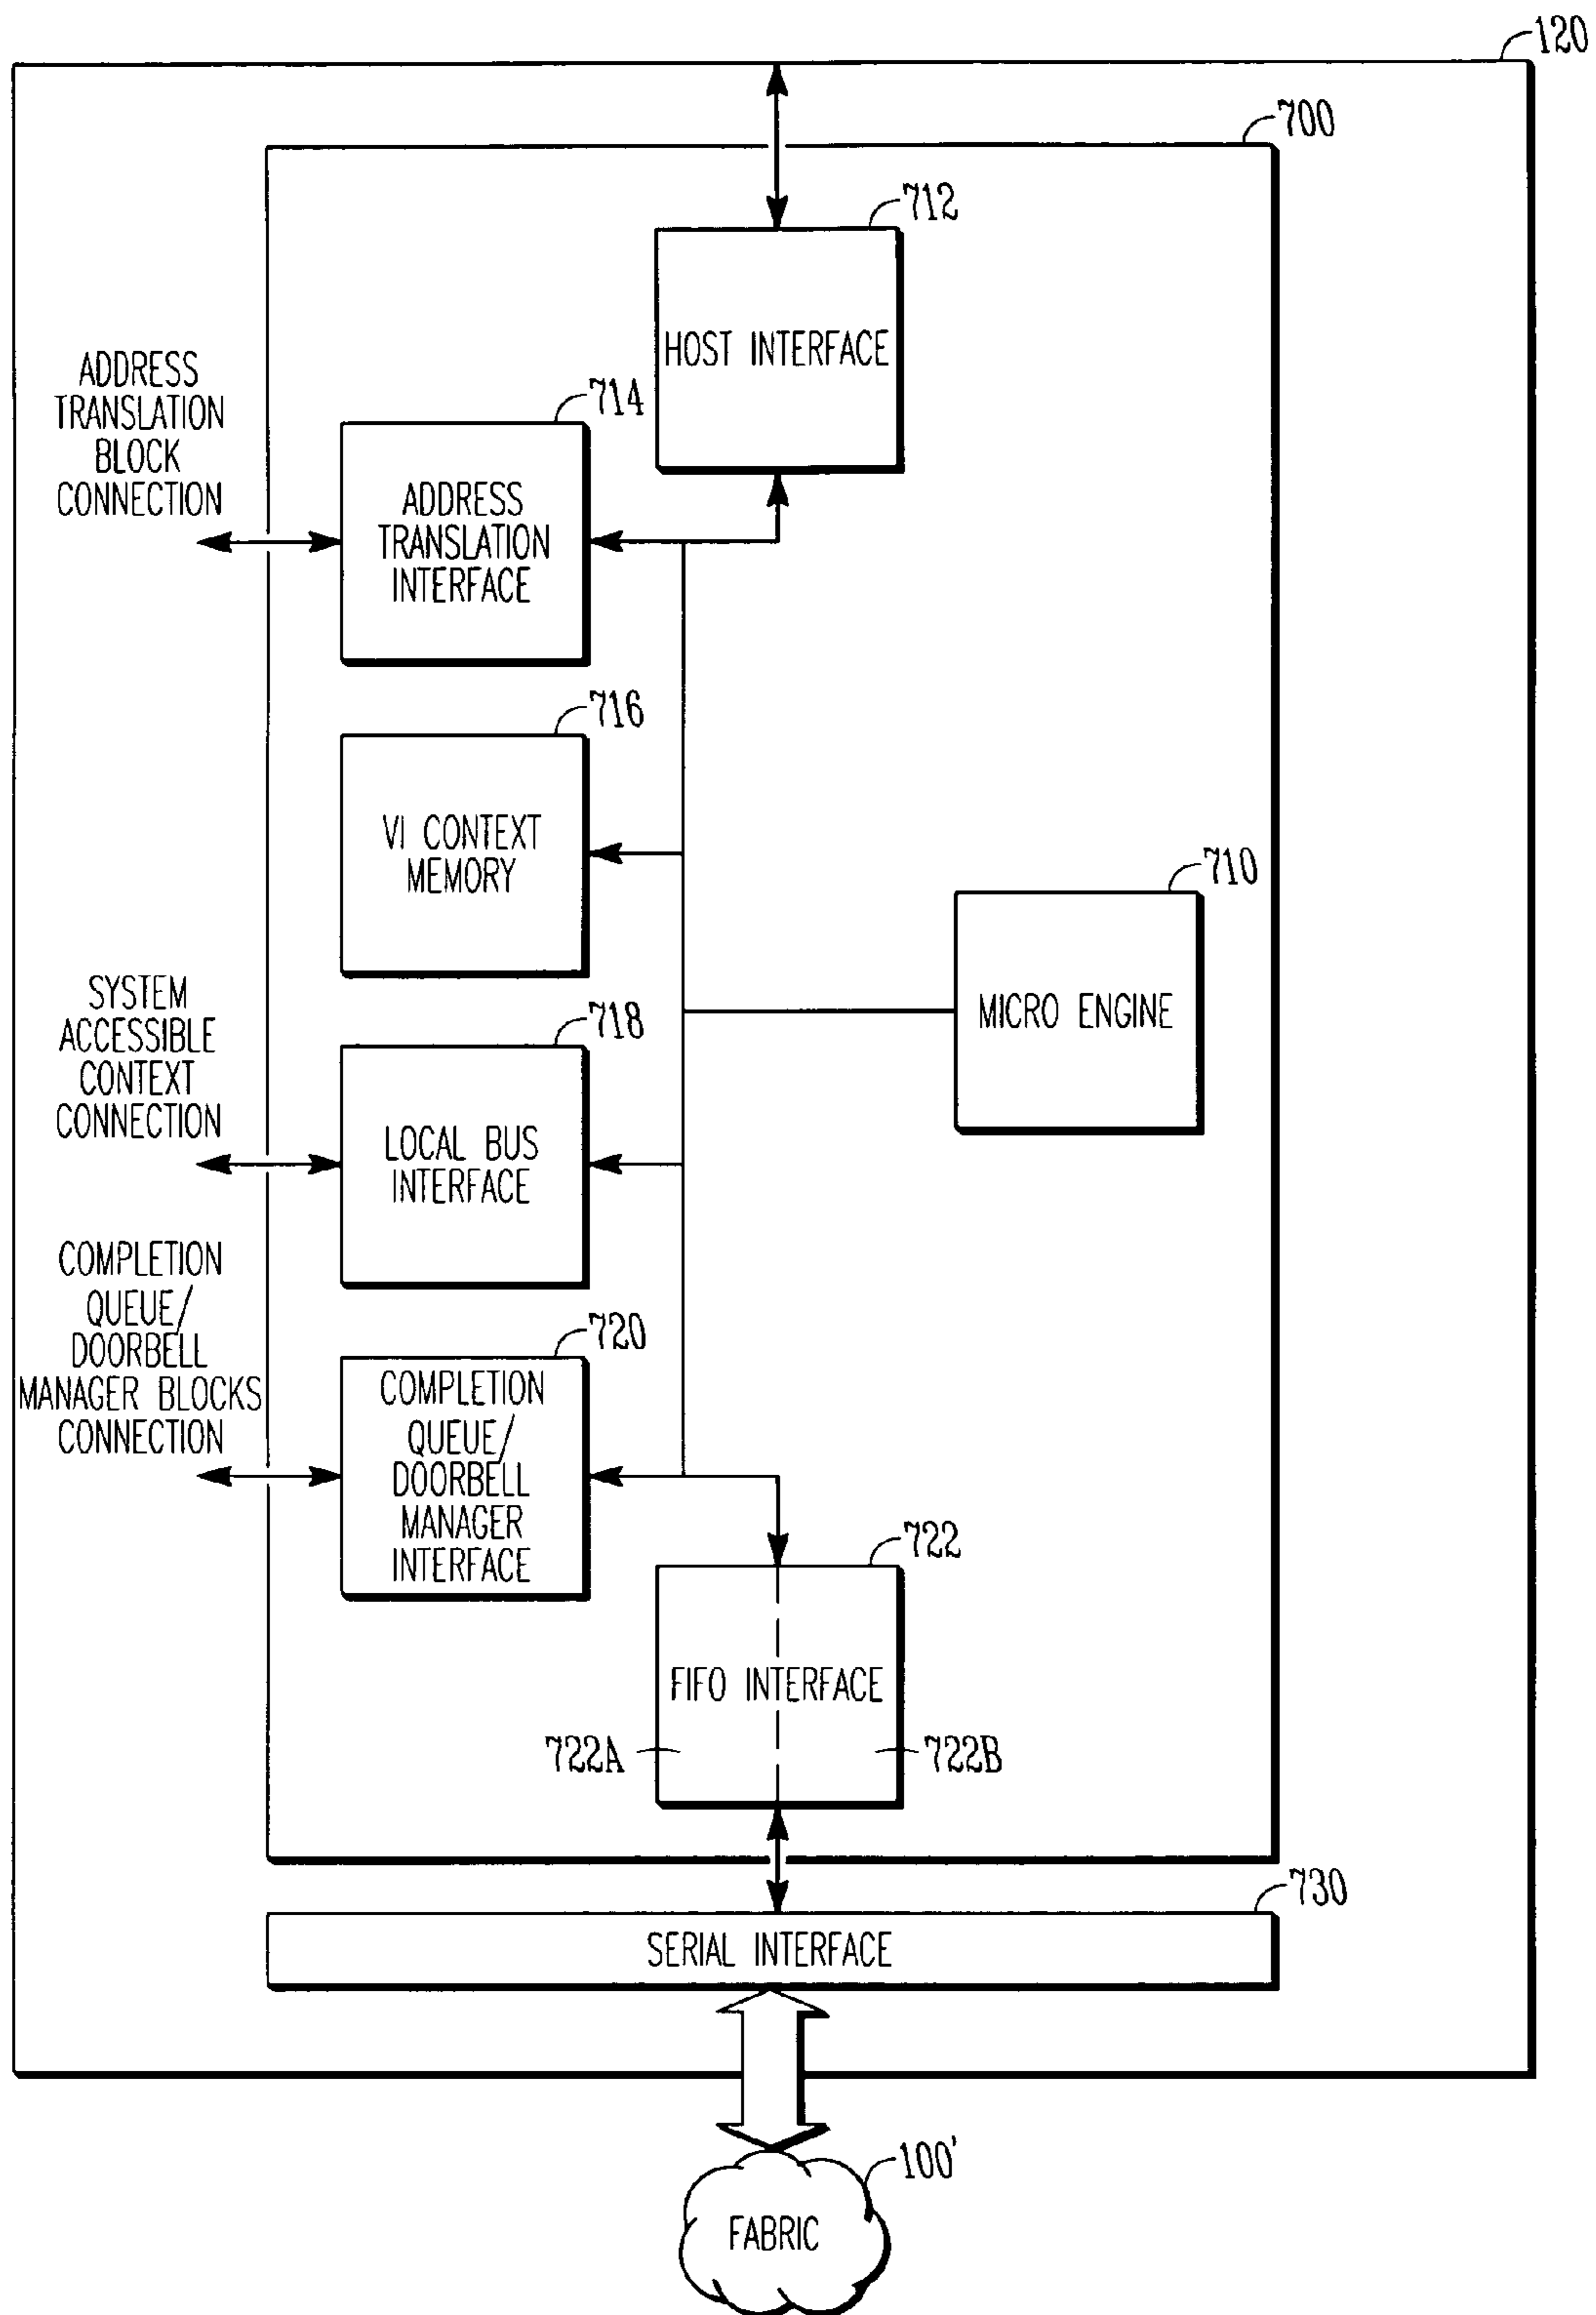 120
700
712
HOST INTERFACE
ADDRESS
TRANSLATION
BLOCK
CONNECTION
714
ADDRESS
TRANSLATION
INTERFACE
716
VI CONTEXT
MEMORY
710
MICRO ENGINE
SYSTEM
ACCESSIBLE
CONTEXT
CONNECTION
718
LOCAL BUS
INTERFACE
COMPLETION
QUEUE/
DOORBELL
MANAGER BLOCKS
CONNECTION
720
COMPLETION
QUEUE/
DOORBELL
MANAGER
INTERFACE
722
FIFO INTERFACE
722A
722B
730
SERIAL INTERFACE
100'
FABRIC